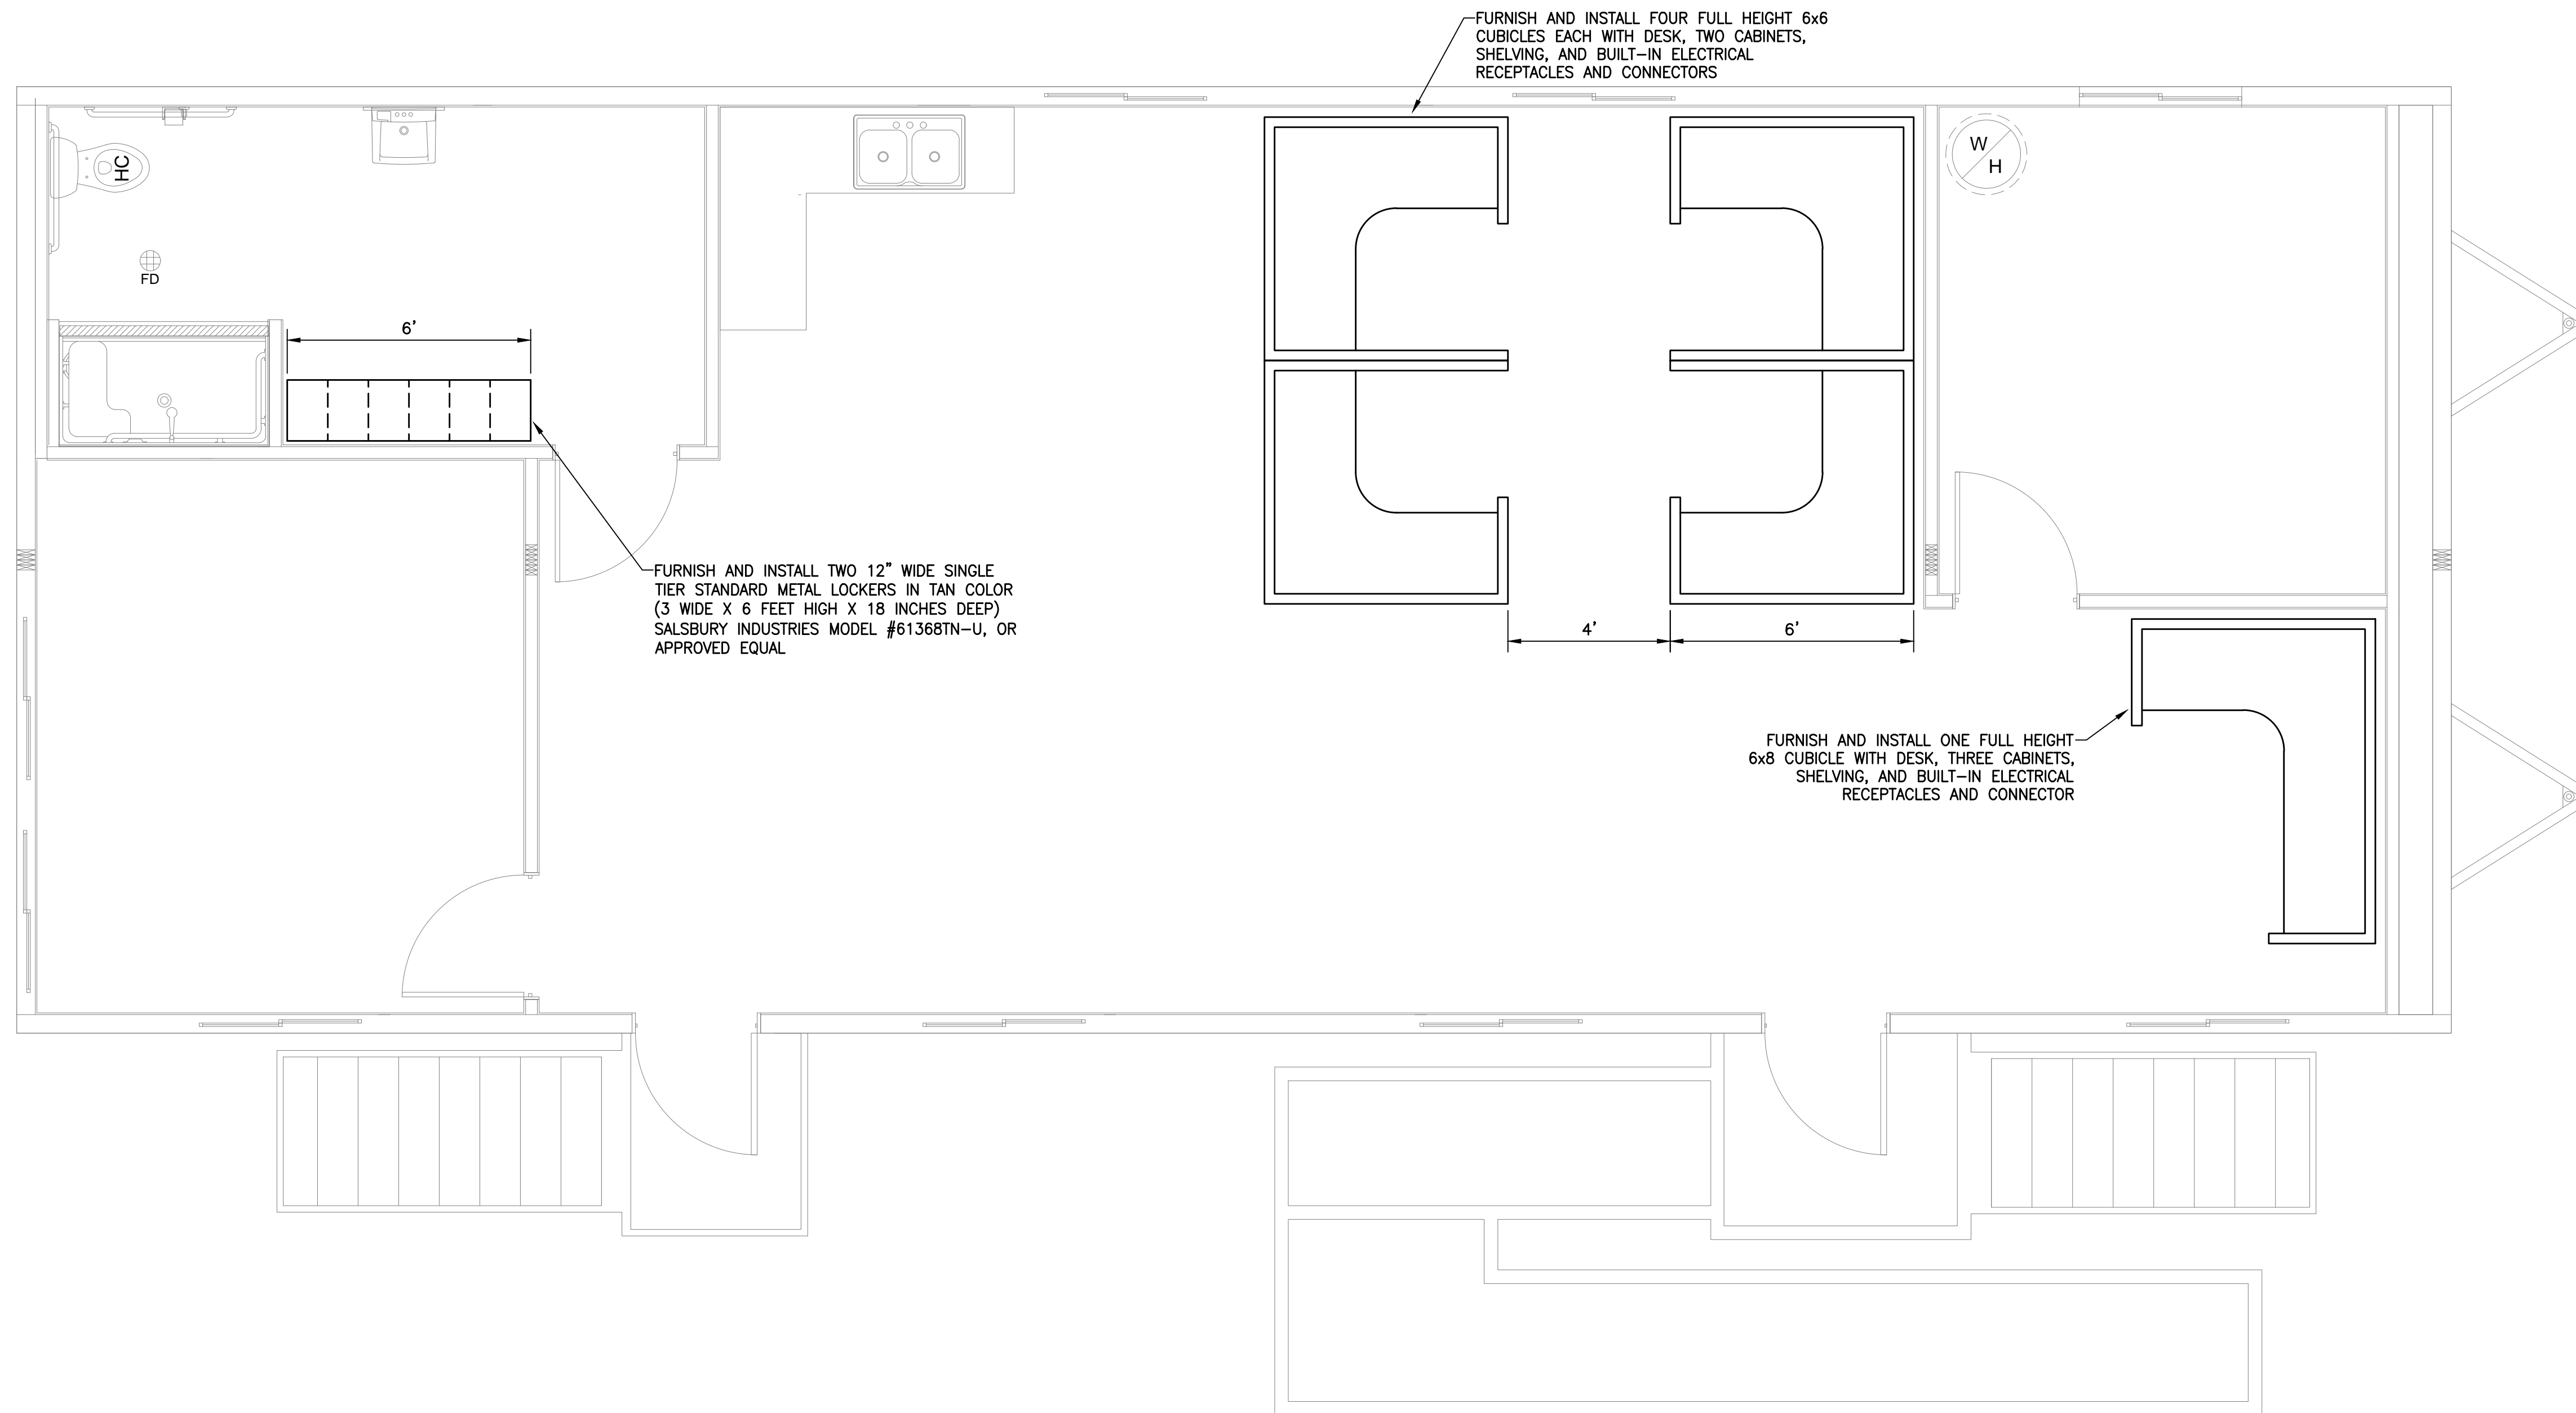 FURNISH AND INSTALL FOUR FULL HEIGHT 6x6
CUBICLES EACH WITH DESK, TWO CABINETS,
SHELVING, AND BUILT-IN ELECTRICAL
RECEPTACLES AND CONNECTORS
HC
W
H
FD
6'
FURNISH AND INSTALL TWO 12" WIDE SINGLE
TIER STANDARD METAL LOCKERS IN TAN COLOR
(3 WIDE X 6 FEET HIGH X 18 INCHES DEEP)
SALSBURY INDUSTRIES MODEL #61368TN-U, OR
APPROVED EQUAL
4'
6'
FURNISH AND INSTALL ONE FULL HEIGHT
6x8 CUBICLE WITH DESK, THREE CABINETS,
SHELVING, AND BUILT-IN ELECTRICAL
RECEPTACLES AND CONNECTOR